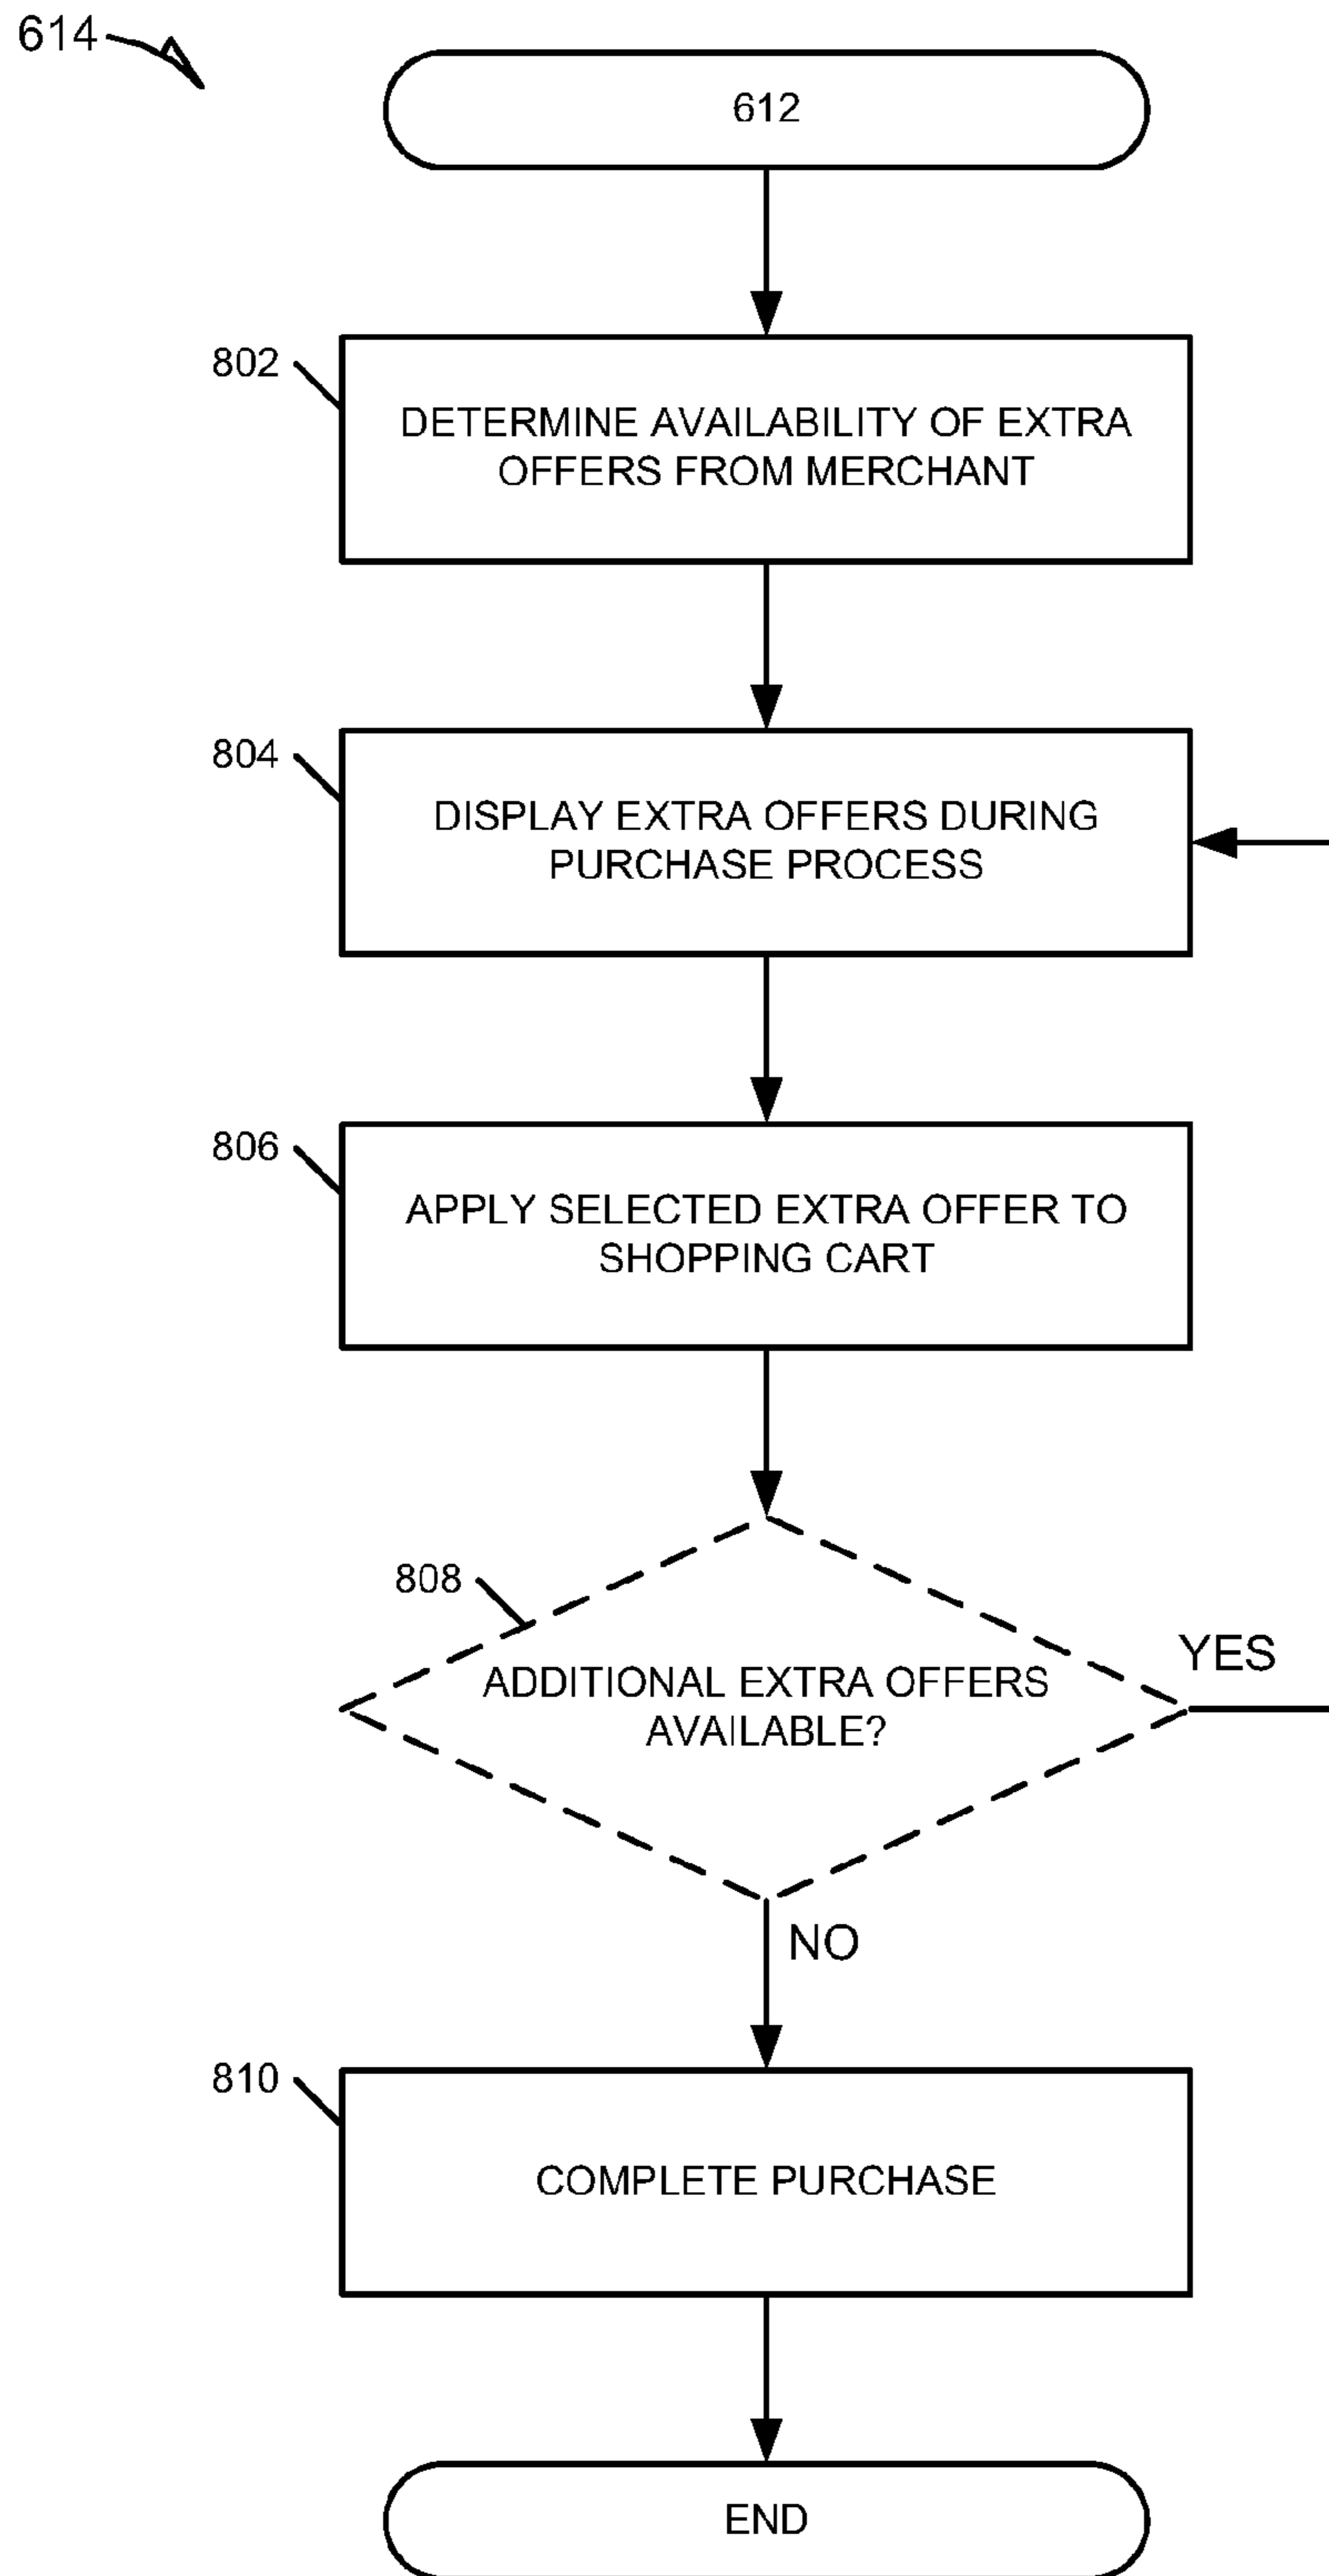 614
612
802
DETERMINE AVAILABILITY OF EXTRA
OFFERS FROM MERCHANT
804
DISPLAY EXTRA OFFERS DURING
PURCHASE PROCESS
806
APPLY SELECTED EXTRA OFFER TO
SHOPPING CART
808
YES
ADDITIONAL EXTRA OFFERS
AVAILABLE?
NO
810
COMPLETE PURCHASE
END